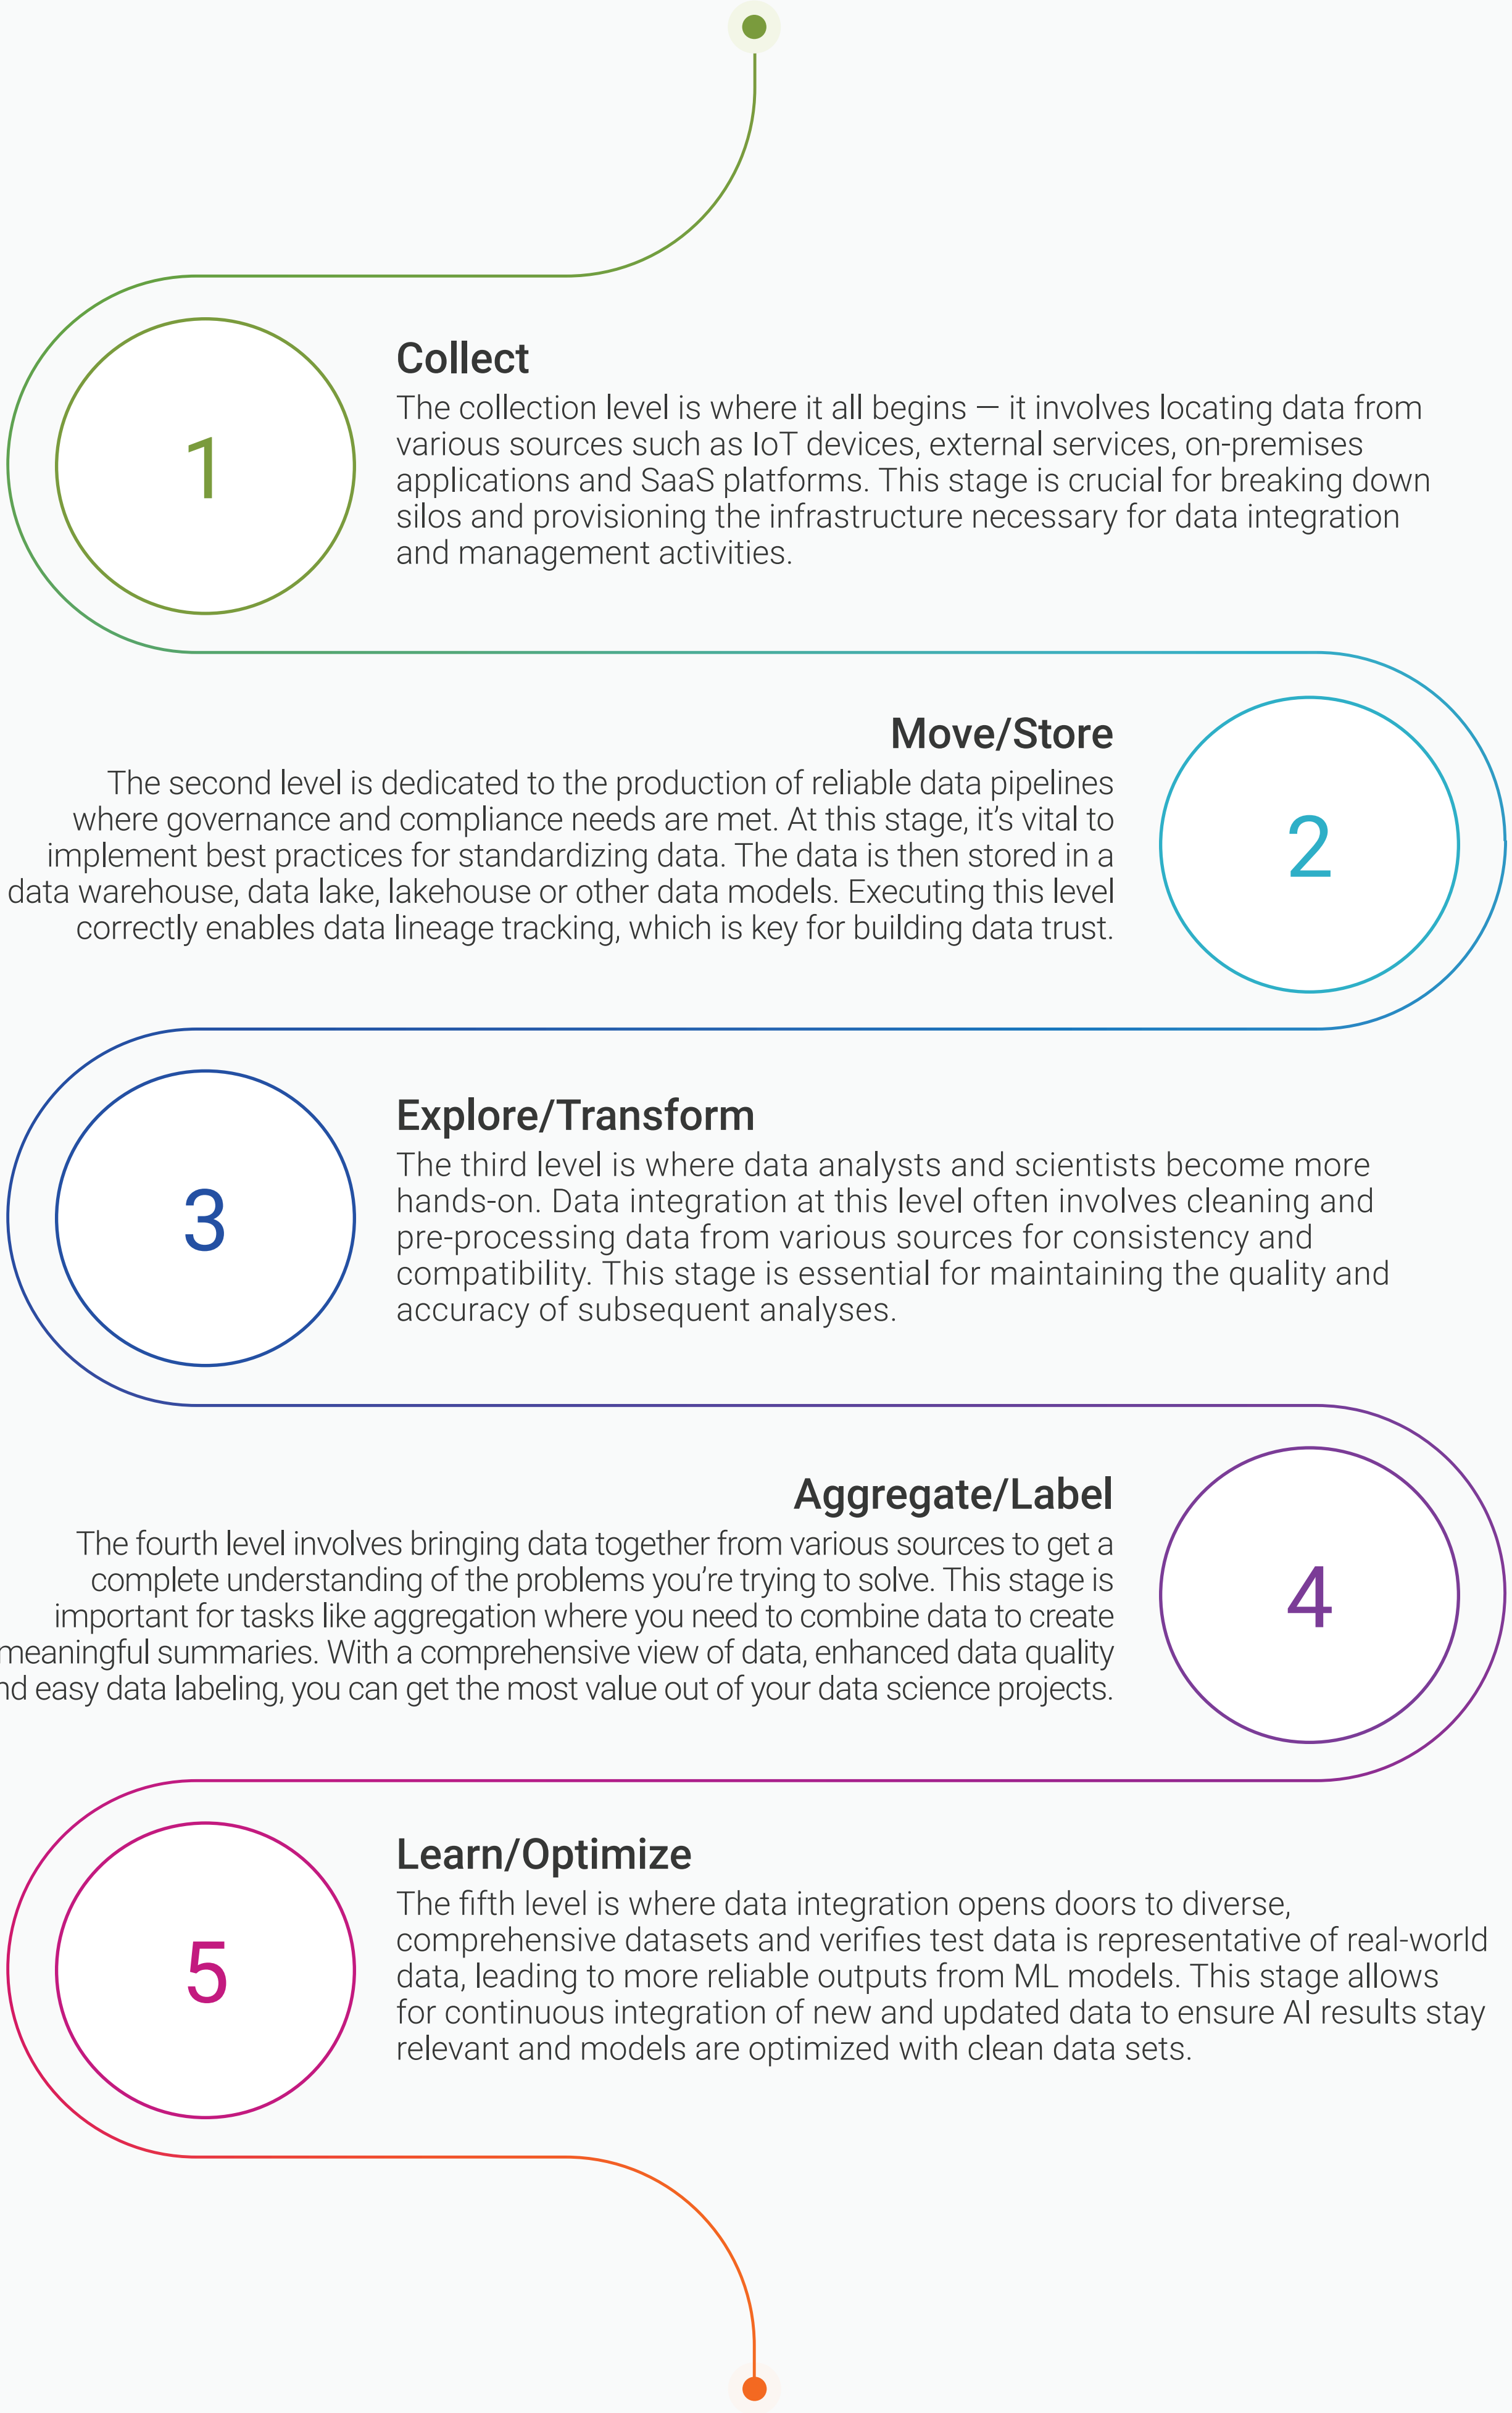 1
Collect
The collection level is where it all begins — it involves locating data from
various sources such as IoT devices, external services, on-premises
applications and SaaS platforms. This stage is crucial for breaking down
silos and provisioning the infrastructure necessary for data integration
and management activities.
Move/Store
The second level is dedicated to the production of reliable data pipelines
where governance and compliance needs are met. At this stage, it’s vital to
implement best practices for standardizing data. The data is then stored in a
data warehouse, data lake, lakehouse or other data models. Executing this level
correctly enables data lineage tracking, which is key for building data trust.
2
3
Explore/Transform
The third level is where data analysts and scientists become more
hands-on. Data integration at this level often involves cleaning and
pre-processing data from various sources for consistency and
compatibility. This stage is essential for maintaining the quality and
accuracy of subsequent analyses.
Aggregate/Label
The fourth level involves bringing data together from various sources to get a
complete understanding of the problems you’re trying to solve. This stage is
important for tasks like aggregation where you need to combine data to create
meaningful summaries. With a comprehensive view of data, enhanced data quality
nd easy data labeling, you can get the most value out of your data science projects.
4
5
Learn/Optimize
The fifth level is where data integration opens doors to diverse,
comprehensive datasets and verifies test data is representative of real-world
data, leading to more reliable outputs from ML models. This stage allows
for continuous integration of new and updated data to ensure AI results stay
relevant and models are optimized with clean data sets.